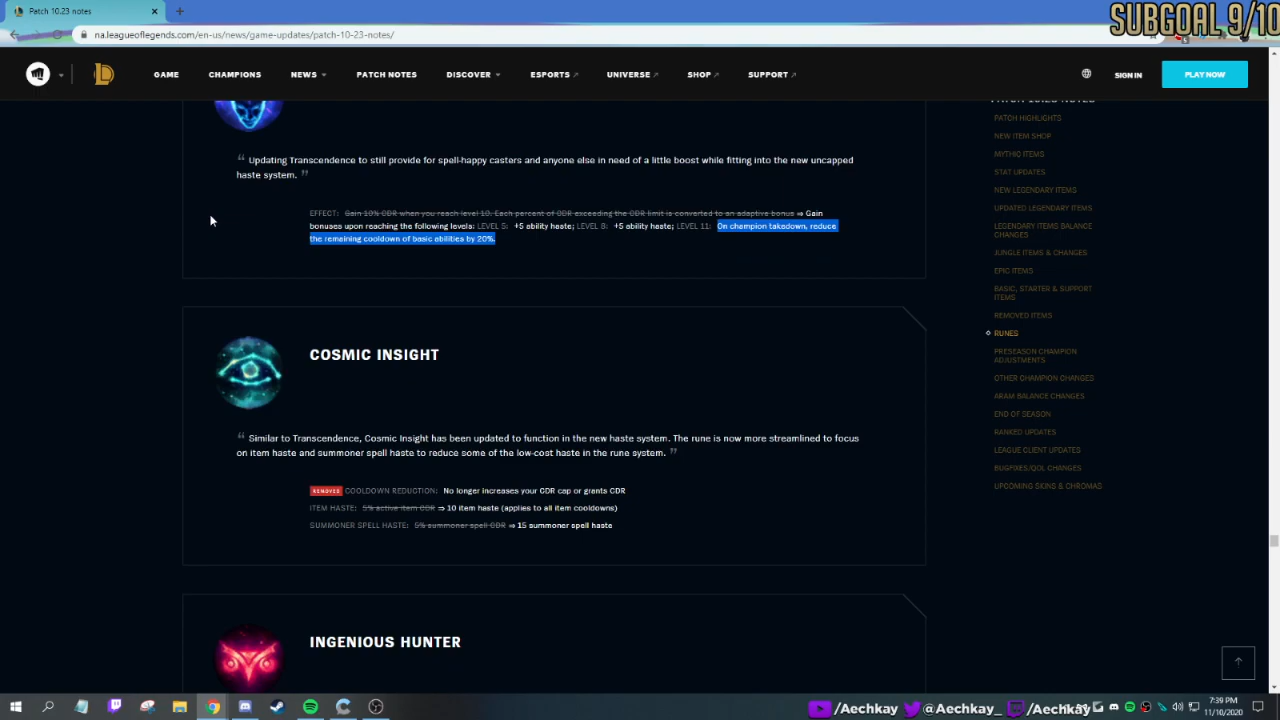 Patch 10.23 notes
SUBGOAL 9/10
na.leagueoflegends.com/en-us/news/game-updates/patch-10-23-notes/
GAME CHAMPIONS NEWS PATCH NOTES DISCOVER ESPORTS UNIVERSE SHOP SUPPORT SIGN IN PLAY NOW
PATCH 10.23 NOTES
PATCH HIGHLIGHTS
NEW ITEM SHOP
MYTHIC ITEMS
STAT UPDATES
NEW LEGENDARY ITEMS
UPDATED LEGENDARY ITEMS
LEGENDARY ITEMS BALANCE
CHANGES
JUNGLE ITEMS & CHANGES
EPIC ITEMS
BASIC, STARTER & SUPPORT
ITEMS
REMOVED ITEMS
RUNES
PRESEASON CHAMPION
ADJUSTMENTS
OTHER CHAMPION CHANGES
ARAM BALANCE CHANGES
END OF SEASON
RANKED UPDATES
LEAGUE CLIENT UPDATES
BUGFIXES/QOL CHANGES
UPCOMING SKINS & CHROMAS
“ Updating Transcendence to still provide for spell-happy casters and anyone else in need of a little boost while fitting into the new uncapped
haste system. ”
EFFECT: Gain 10% CDR when you reach level 10. Each percent of CDR exceeding the CDR limit is converted to an adaptive bonus ⇒ Gain
bonuses upon reaching the following levels: LEVEL 5: +5 ability haste; LEVEL 8: +5 ability haste; LEVEL 11: On champion takedown, reduce
the remaining cooldown of basic abilities by 20%.
COSMIC INSIGHT
“ Similar to Transcendence, Cosmic Insight has been updated to function in the new haste system. The rune is now more streamlined to focus
on item haste and summoner spell haste to reduce some of the low-cost haste in the rune system. ”
REMOVED COOLDOWN REDUCTION: No longer increases your CDR cap or grants CDR
ITEM HASTE: 5% active item CDR ⇒ 10 item haste (applies to all item cooldowns)
SUMMONER SPELL HASTE: 5% summoner spell CDR ⇒ 15 summoner spell haste
INGENIOUS HUNTER
/Aechkay @Aechkay_ /Aechkay
7:39 PM
11/10/2020